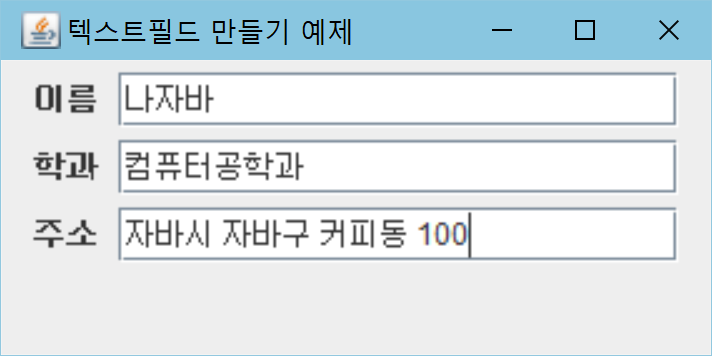 텍스트필드 만들기 예제
이름 나자바
학과 컴퓨터공학과
주소 자바시 자바구 커피동 100